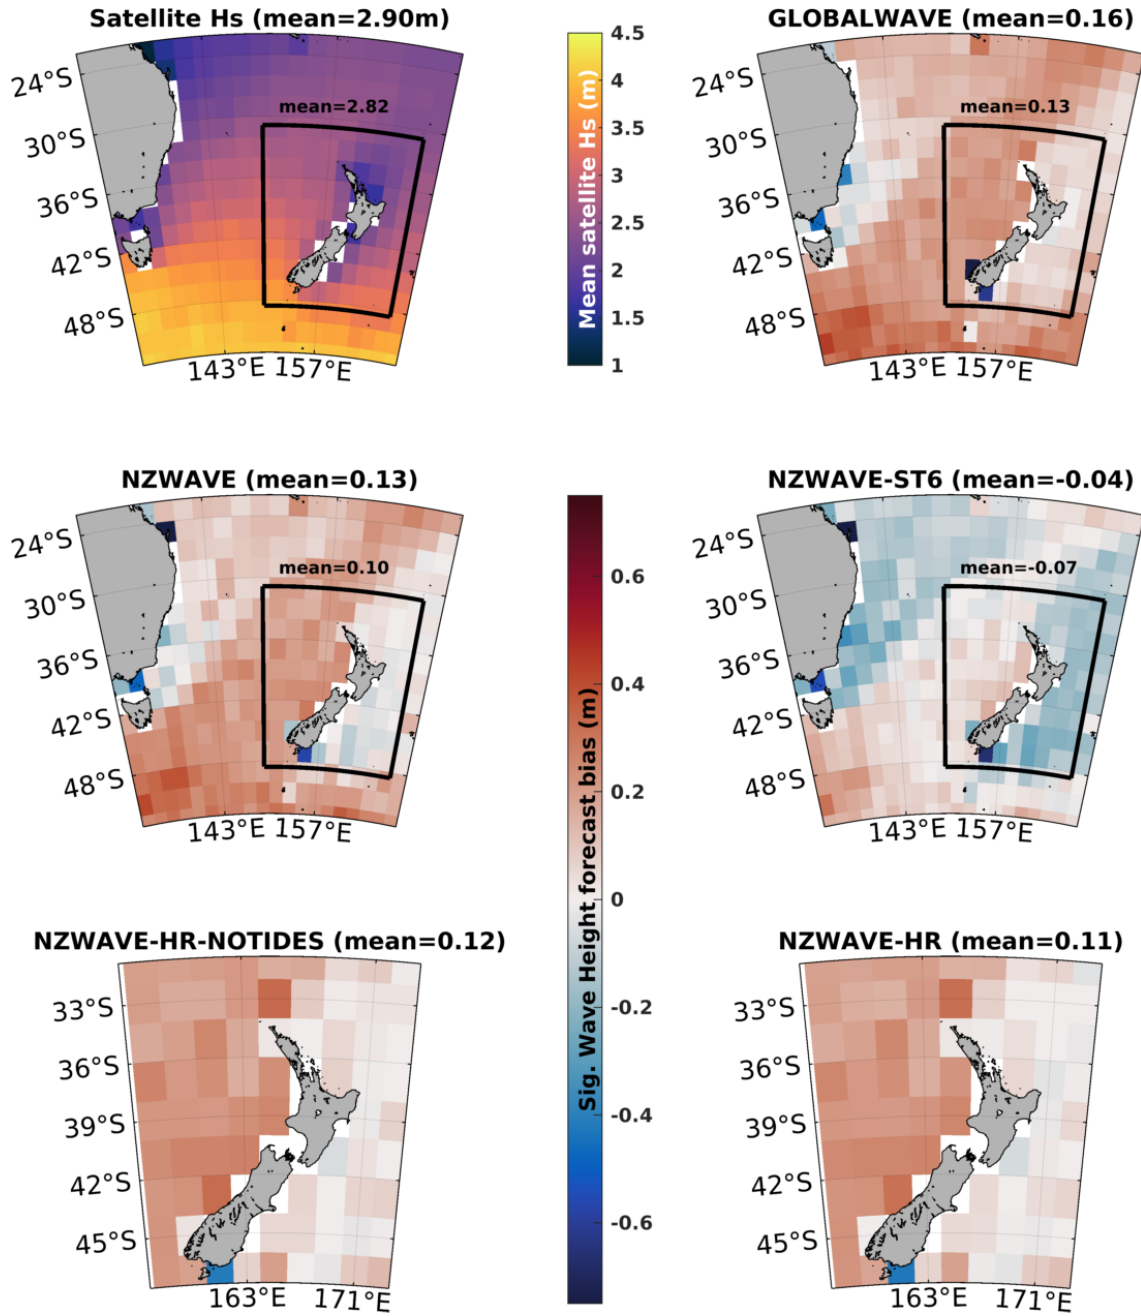 Satellite Hs (mean=2.90m)
24°S
30°S
36°S
42°S
48°S
143°E 157°E
mean=2.82
4.5
4
3.5
3
2.5
2
1.5
1
Mean satellite Hs (m)
GLOBALWAVE (mean=0.16)
24°S
30°S
36°S
42°S
48°S
143°E 157°E
mean=0.13
NZWAVE (mean=0.13)
24°S
30°S
36°S
42°S
48°S
143°E 157°E
mean=0.10
0.6
0.4
0.2
0
-0.2
-0.4
-0.6
Sig. Wave Height forecast bias (m)
NZWAVE-ST6 (mean=-0.04)
24°S
30°S
36°S
42°S
48°S
143°E 157°E
mean=-0.07
NZWAVE-HR-NOTIDES (mean=0.12)
33°S
36°S
39°S
42°S
45°S
163°E 171°E
NZWAVE-HR (mean=0.11)
33°S
36°S
39°S
42°S
45°S
163°E 171°E